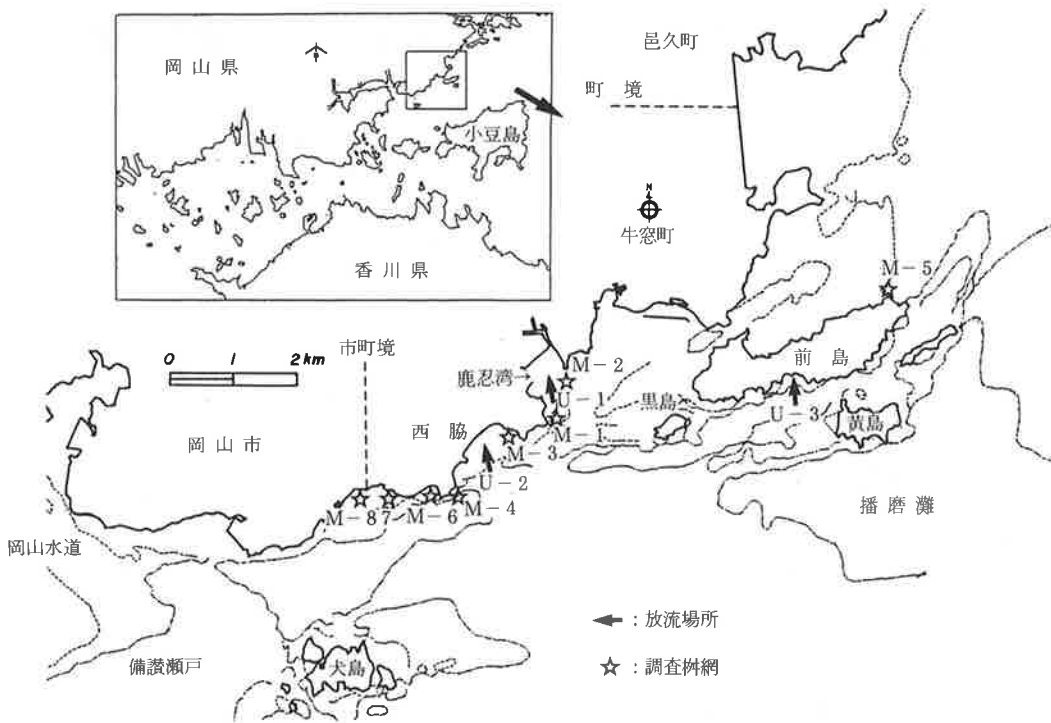 岡山県
小豆島
香川県
邑久町
町境
N
牛窓町
M-5
0 1 2km
市町境
鹿忍湾→
M-2
前島
U-1
黒島
U-3
黄島
西脇
M-1
岡山市
M-3
U-2
M-8 7 M-6 M-4
播磨灘
岡山水道
:放流場所
備讃瀬戸
犬島
:調査桝網